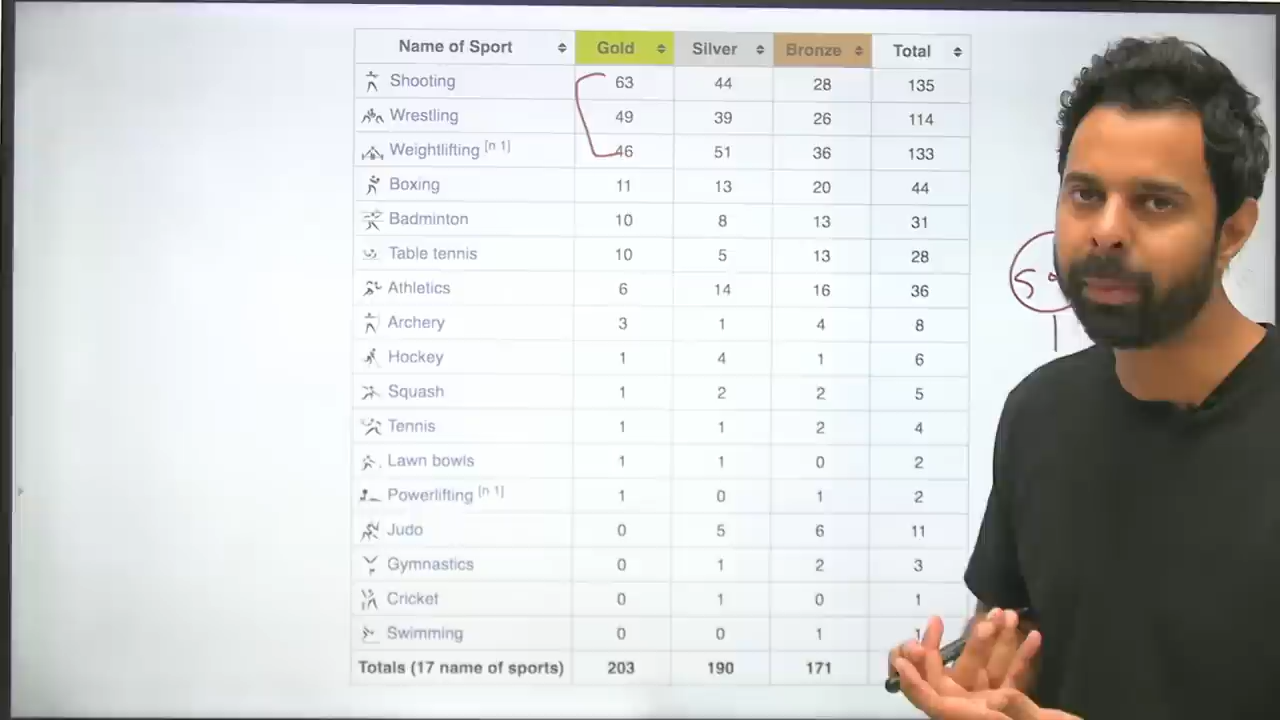 Name of Sport Gold Silver Bronze Total
Shooting 63 44 28 135
Wrestling 49 39 26 114
Weightlifting [n 1] 46 51 36 133
Boxing 11 13 20 44
Badminton 10 8 13 31
Table tennis 10 5 13 28
Athletics 6 14 16 36
Archery 3 1 4 8
Hockey 1 4 1 6
Squash 1 2 2 5
Tennis 1 1 2 4
Lawn bowls 1 1 0 2
Powerlifting [n 1] 1 0 1 2
Judo 0 5 6 11
Gymnastics 0 1 2 3
Cricket 0 1 0 1
Swimming 0 0 1 1
Totals (17 name of sports) 203 190 171